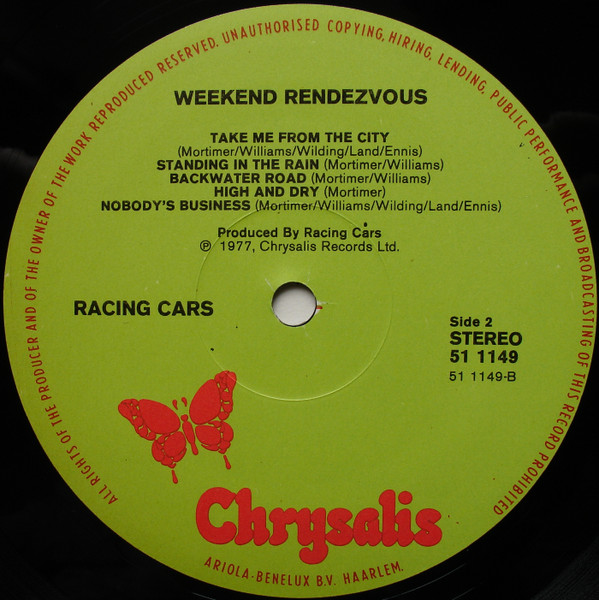 ALL RIGHTS OF THE PRODUCER AND OF THE OWNER OF THE WORK REPRODUCED RESERVED. UNAUTHORISED COPYING, HIRING, LENDING, PUBLIC PERFORMANCE AND BROADCASTING OF THIS RECORD PROHIBITED
WEEKEND RENDEZVOUS
TAKE ME FROM THE CITY
(Mortimer/Williams/Wilding/Land/Ennis)
STANDING IN THE RAIN (Mortimer/Williams)
BACKWATER ROAD (Mortimer/Williams)
HIGH AND DRY (Mortimer)
NOBODY'S BUSINESS (Mortimer/Williams/Wilding/Land/Ennis)
Produced By Racing Cars
℗ 1977, Chrysalis Records Ltd.
RACING CARS
Side 2
STEREO
51 1149
51 1149-B
Chrysalis
ARIOLA-BENELUX B.V. HAARLEM.